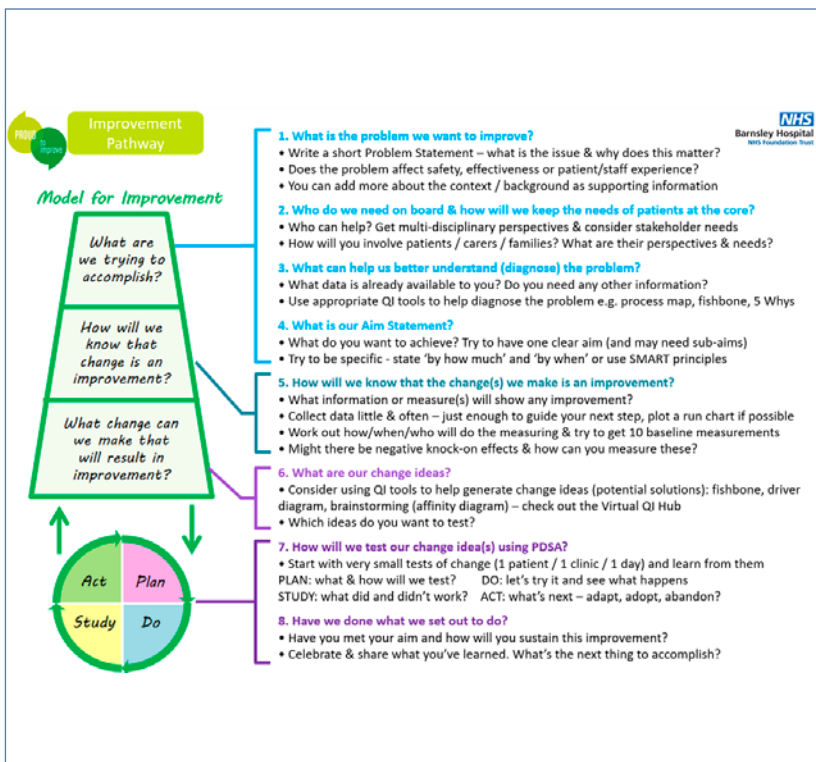 PROUD
to
improve
Improvement
Pathway
NHS
Barnsley Hospital
NHS Foundation Trust
Model for Improvement
What are
we trying to
accomplish?
How will we
know that
change is an
improvement?
What change can
we make that
will result in
improvement?
Act
Plan
Study
Do
1. What is the problem we want to improve?
• Write a short Problem Statement – what is the issue & why does this matter?
• Does the problem affect safety, effectiveness or patient/staff experience?
• You can add more about the context / background as supporting information
2. Who do we need on board & how will we keep the needs of patients at the core?
• Who can help? Get multi-disciplinary perspectives & consider stakeholder needs
• How will you involve patients / carers / families? What are their perspectives & needs?
3. What can help us better understand (diagnose) the problem?
• What data is already available to you? Do you need any other information?
• Use appropriate QI tools to help diagnose the problem e.g. process map, fishbone, 5 Whys
4. What is our Aim Statement?
• What do you want to achieve? Try to have one clear aim (and may need sub-aims)
• Try to be specific - state ‘by how much’ and ‘by when’ or use SMART principles
5. How will we know that the change(s) we make is an improvement?
• What information or measure(s) will show any improvement?
• Collect data little & often – just enough to guide your next step, plot a run chart if possible
• Work out how/when/who will do the measuring & try to get 10 baseline measurements
• Might there be negative knock-on effects & how can you measure these?
6. What are our change ideas?
• Consider using QI tools to help generate change ideas (potential solutions): fishbone, driver
diagram, brainstorming (affinity diagram) – check out the Virtual QI Hub
• Which ideas do you want to test?
7. How will we test our change idea(s) using PDSA?
• Start with very small tests of change (1 patient / 1 clinic / 1 day) and learn from them
PLAN: what & how will we test? DO: let’s try it and see what happens
STUDY: what did and didn’t work? ACT: what’s next – adapt, adopt, abandon?
8. Have we done what we set out to do?
• Have you met your aim and how will you sustain this improvement?
• Celebrate & share what you’ve learned. What’s the next thing to accomplish?